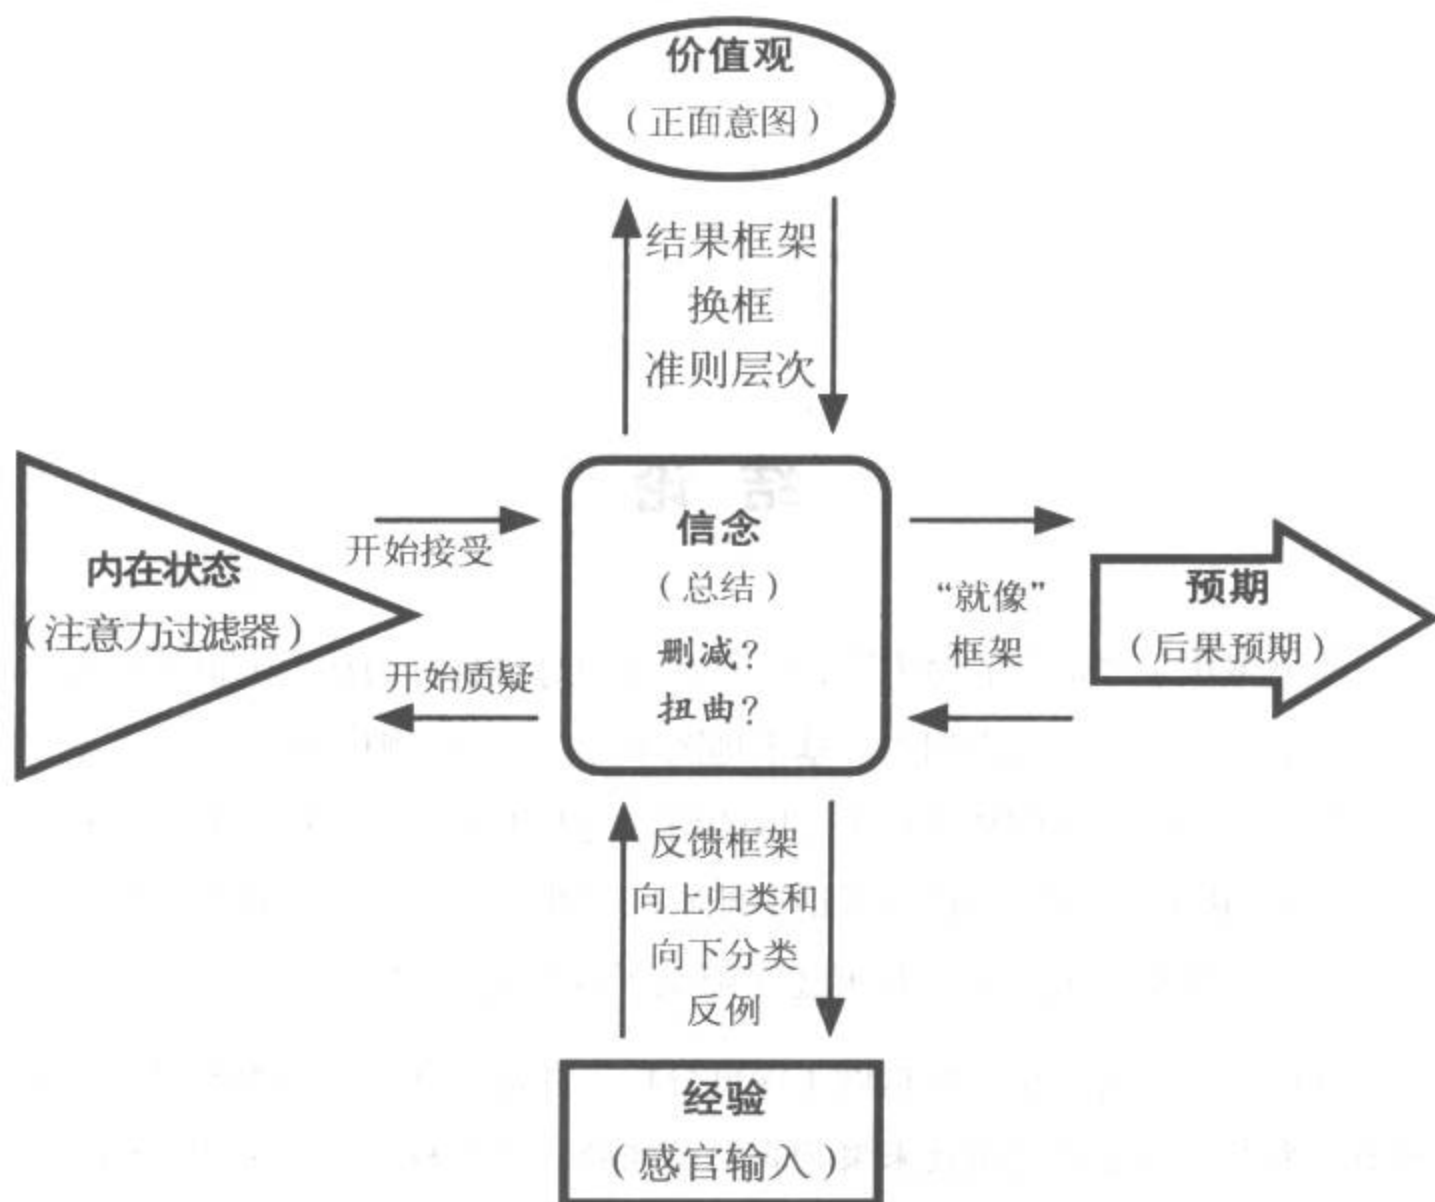 价值观
（正面意图）
结果框架
换框
准则层次
内在状态
（注意力过滤器）
开始接受
开始质疑
信念
（总结）
删减？
扭曲？
“就像”
框架
预期
（后果预期）
反馈框架
向上归类和
向下分类
反例
经验
（感官输入）